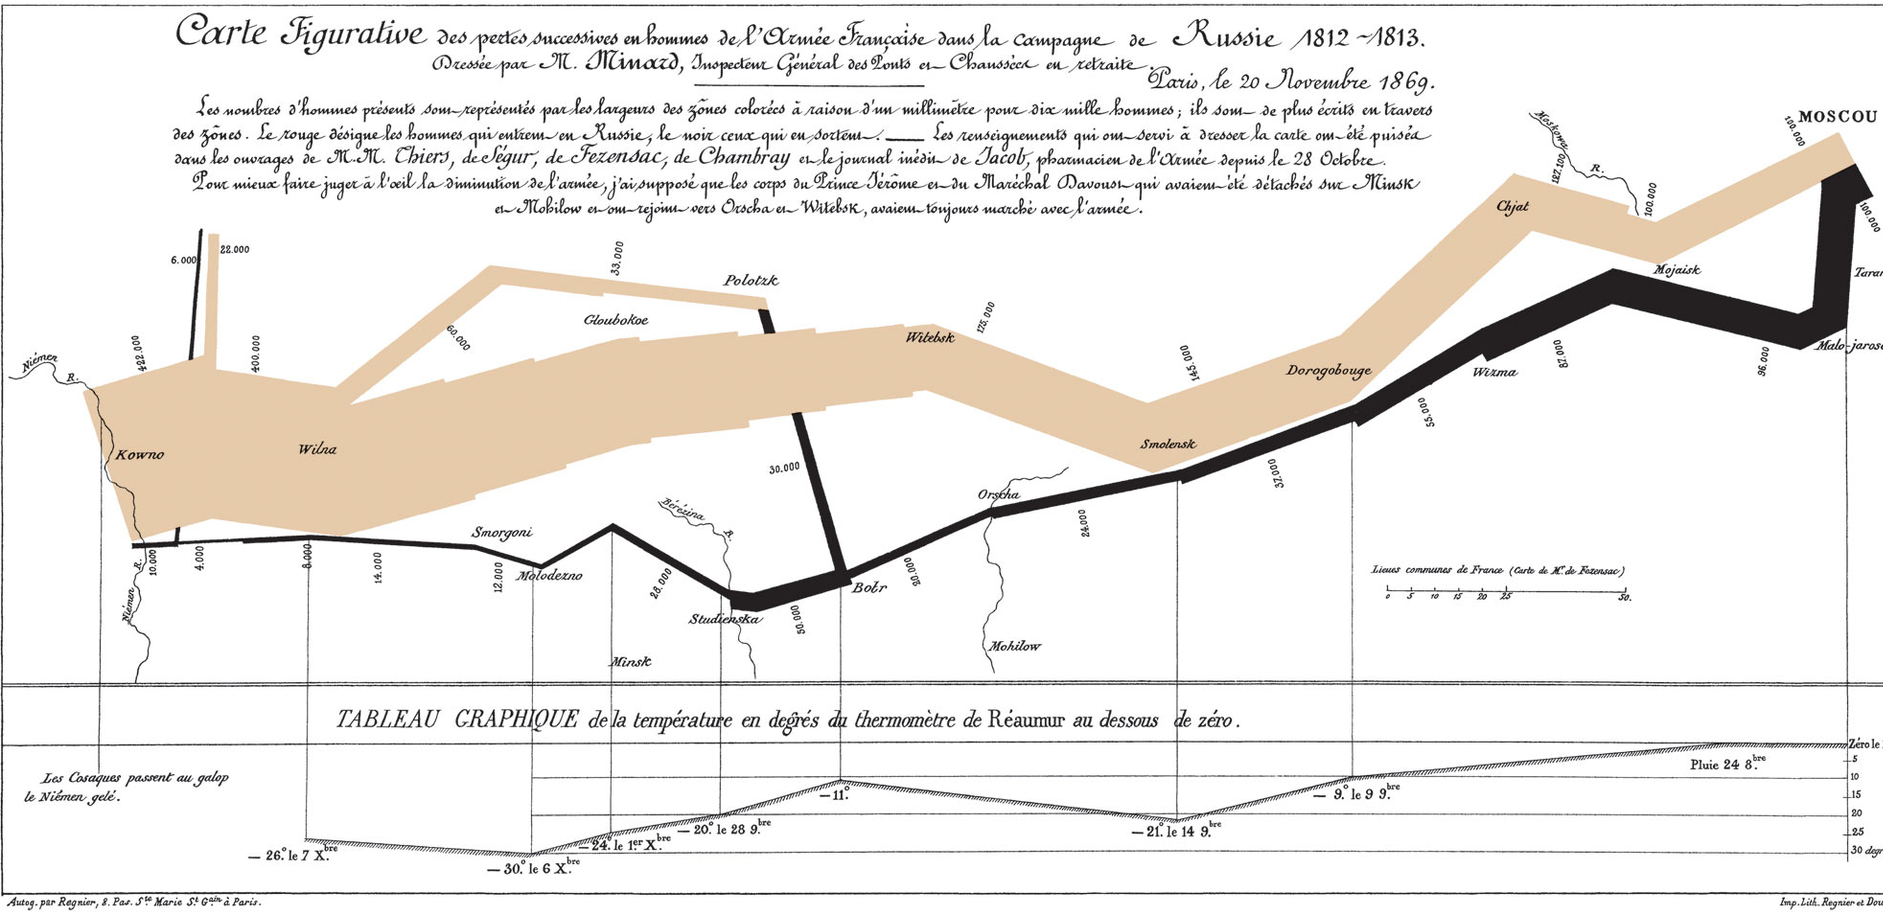 Carte Figurative des pertes successives en hommes de l'Armée Française dans la campagne de Russie 1812~1813.
Dressée par M. Minard, Inspecteur Général des Ponts et Chaussées en retraite.
Paris, le 20 Novembre 1869.
Les nombres d'hommes présents sont représentés par les largeurs des zônes colorées à raison d'un millimètre pour dix mille hommes; ils sont de plus écrits en travers
des zônes. Le rouge désigne les hommes qui entrent en Russie, le noir ceux qui en sortent. — Les renseignements qui ont servi à dresser la carte ont été puisés
dans les ouvrages de M.M. Thiers, de Ségur, de Fezensac, de Chambray et le journal inédit de Jacob, pharmacien de l'Armée depuis le 28 Octobre.
Pour mieux faire juger à l'œil la diminution de l'armée, j'ai supposé que les corps du Prince Jérôme et du Maréchal Davoust qui avaient été détachés sur Minsk
et Mohilow et ont rejoint vers Orscha et Witebsk, avaient toujours marché avec l'armée.
MOSCOU
100.000
Moskowa R.
127.100
100.000
Chjat
100.000
Mojaisk
Malo-jarose
Wizma
87.000
96.000
6.000
22.000
33.000
Polotzk
Gloubokoe
60.000
422.000
400.000
Niémen R.
Witebsk
175.000
145.000
Dorogobouge
55.000
Kowno
Wilna
Smolensk
30.000
37.000
Orscha
24.000
Bérézina R.
Smorgoni
Molodezno
10.000
4.000
8.000
14.000
12.000
28.000
Studienska
50.000
Bobr
20.000
Niémen R.
Minsk
Mohilow
Lieues communes de France (Carte de M. de Fezensac)
0 5 10 15 20 25 50.
TABLEAU GRAPHIQUE de la température en degrés du thermomètre de Réaumur au dessous de zéro.
Zéro le
5
10
15
20
25
30 degr
Les Cosaques passent au galop
le Niémen gelé.
Pluie 24 8.bre
— 9.° le 9 9.bre
— 21.° le 14 9.bre
— 11.°
— 20.° le 28 9.bre
— 24.° le 1.er X.bre
— 30.° le 6 X.bre
— 26.° le 7 X.bre
Autog. par Regnier, 8. Pas. Ste Marie St Gain à Paris.
Imp. Lith. Regnier et Dou